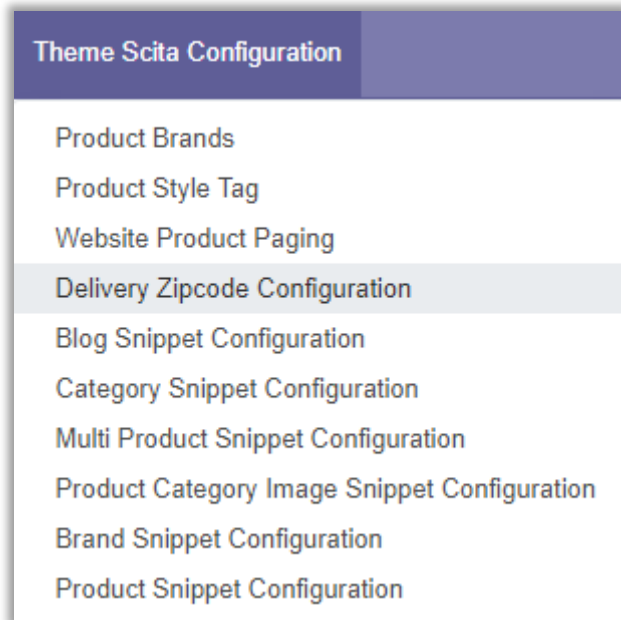 Theme Scita Configuration
Product Brands
Product Style Tag
Website Product Paging
Delivery Zipcode Configuration
Blog Snippet Configuration
Category Snippet Configuration
Multi Product Snippet Configuration
Product Category Image Snippet Configuration
Brand Snippet Configuration
Product Snippet Configuration